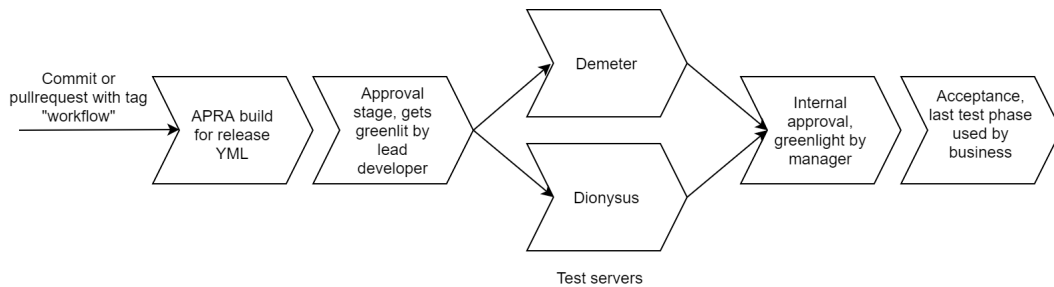 Commit or
pullrequest with tag
"workflow"
APRA build
for release
YML
Approval
stage, gets
greenlit by
lead
developer
Demeter
Dionysus
Test servers
Internal
approval,
greenlight by
manager
Acceptance,
last test phase
used by
business